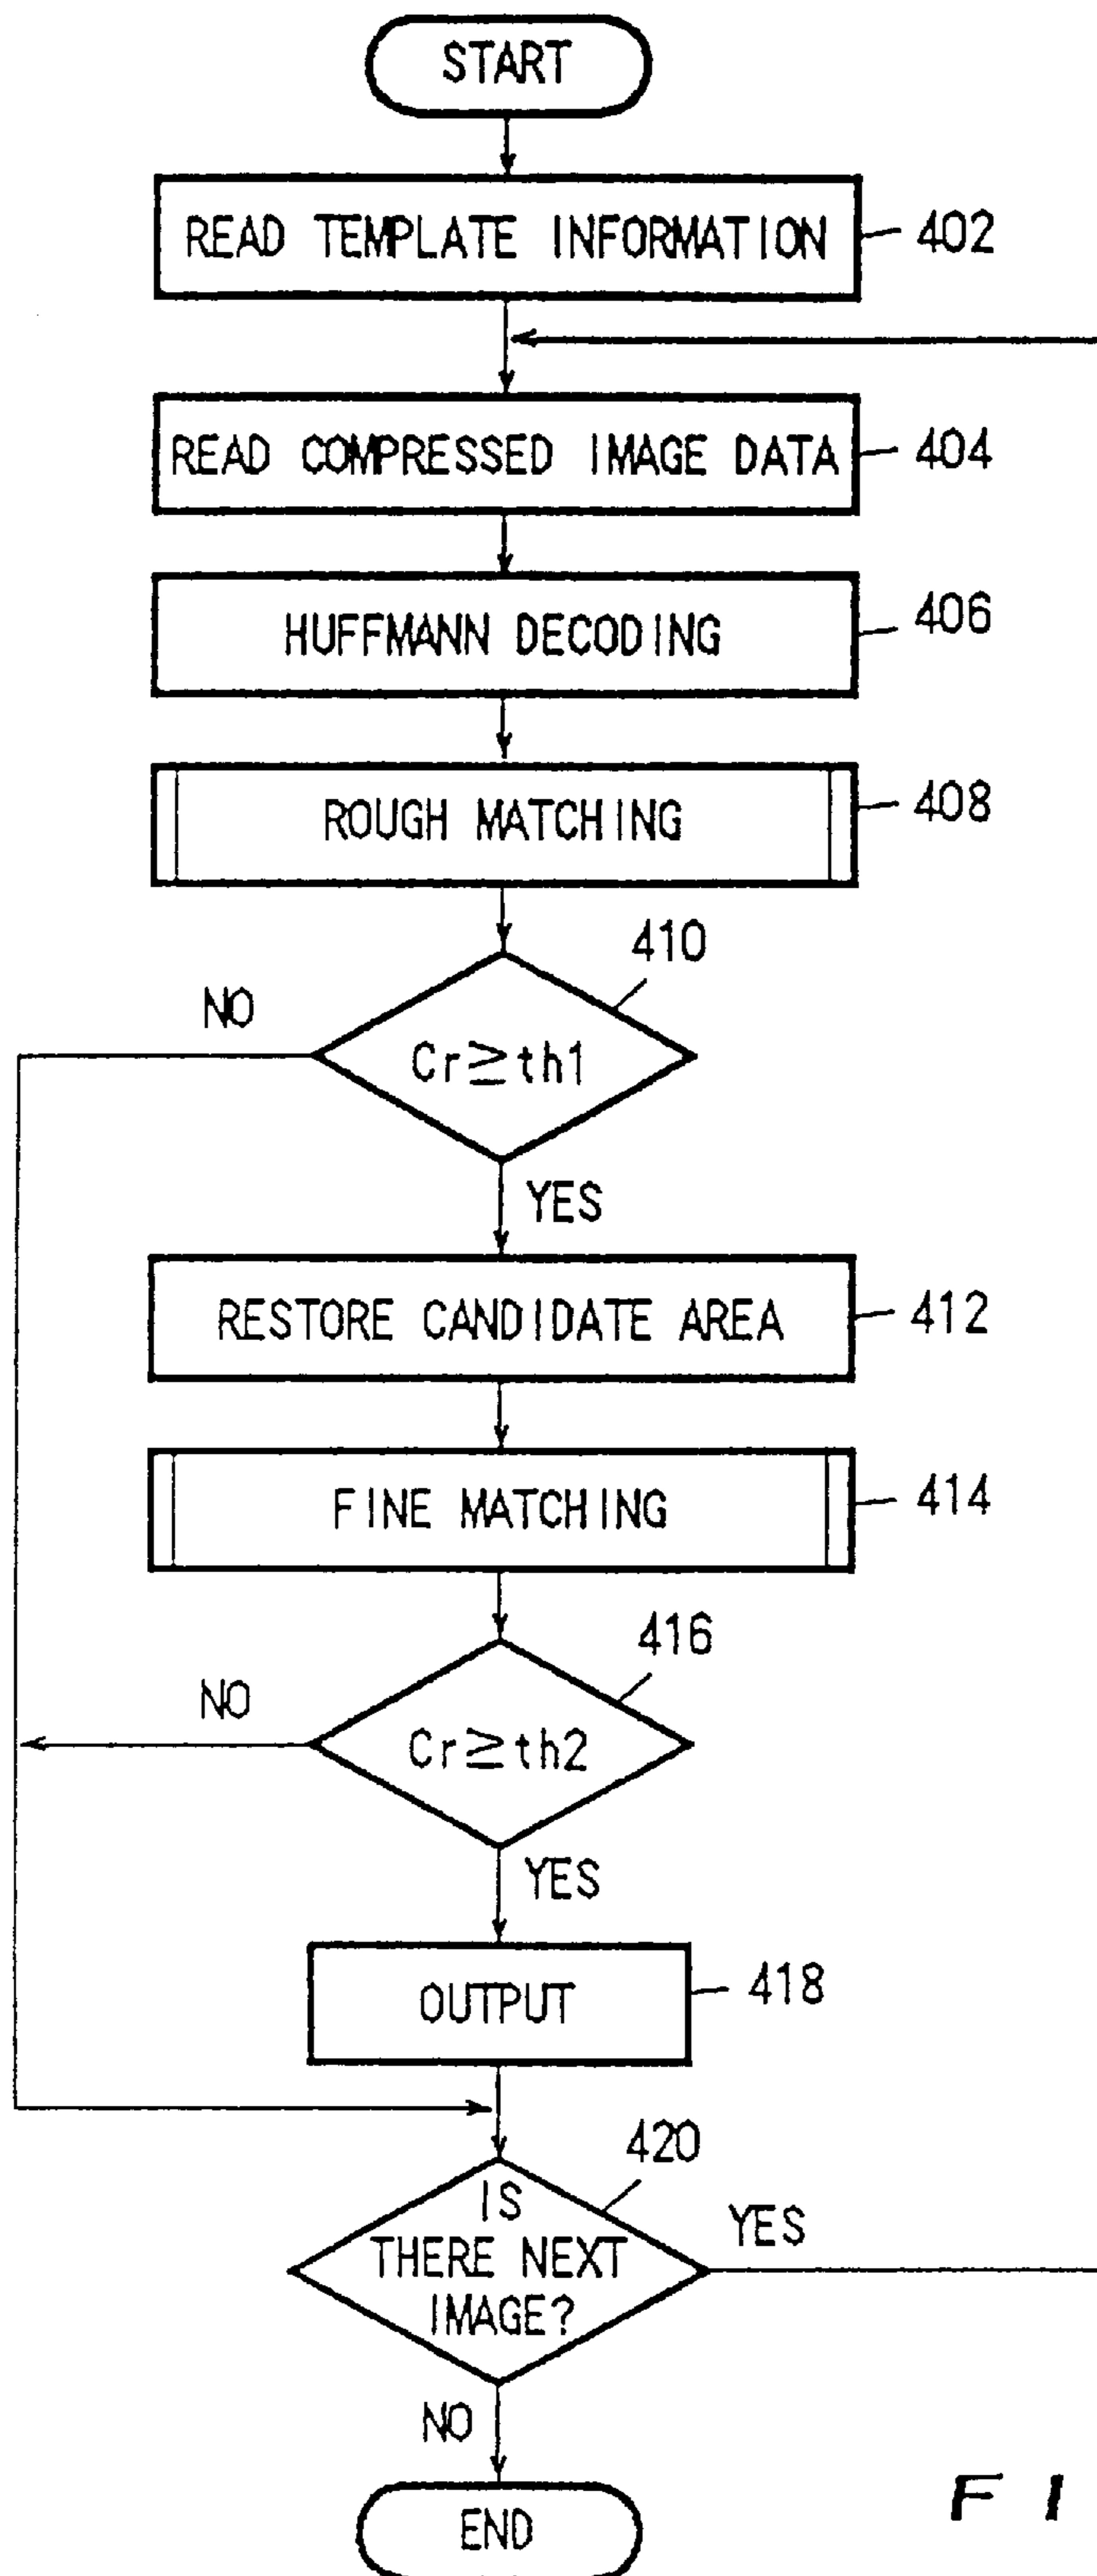 START
READ TEMPLATE INFORMATION
402
READ COMPRESSED IMAGE DATA
404
HUFFMANN DECODING
406
ROUGH MATCHING
408
410
NO
Cr≧th1
YES
RESTORE CANDIDATE AREA
412
FINE MATCHING
414
416
NO
Cr≧th2
YES
OUTPUT
418
420
IS
THERE NEXT
IMAGE?
YES
NO
END
F I